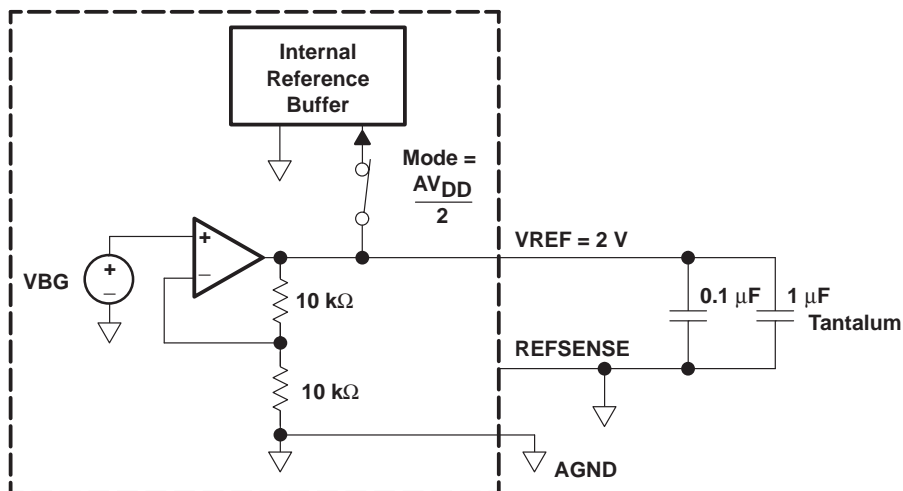 Internal
Reference
Buffer
Mode =
AVDD
2
VREF = 2 V
+
−
VBG
+
−
10 kΩ
0.1 μF
1 μF
Tantalum
REFSENSE
10 kΩ
AGND